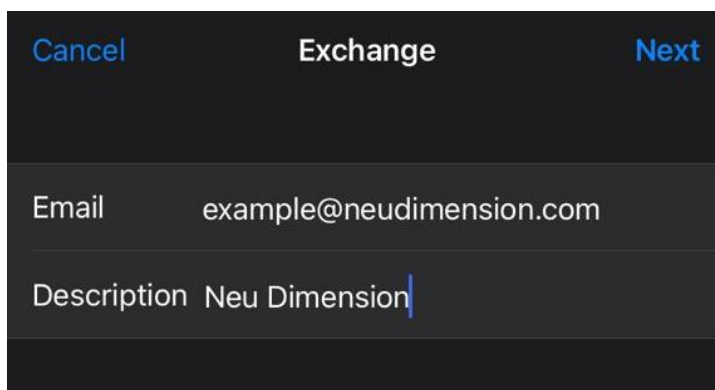 Cancel Exchange Next
Email example@neudimension.com
Description Neu Dimension